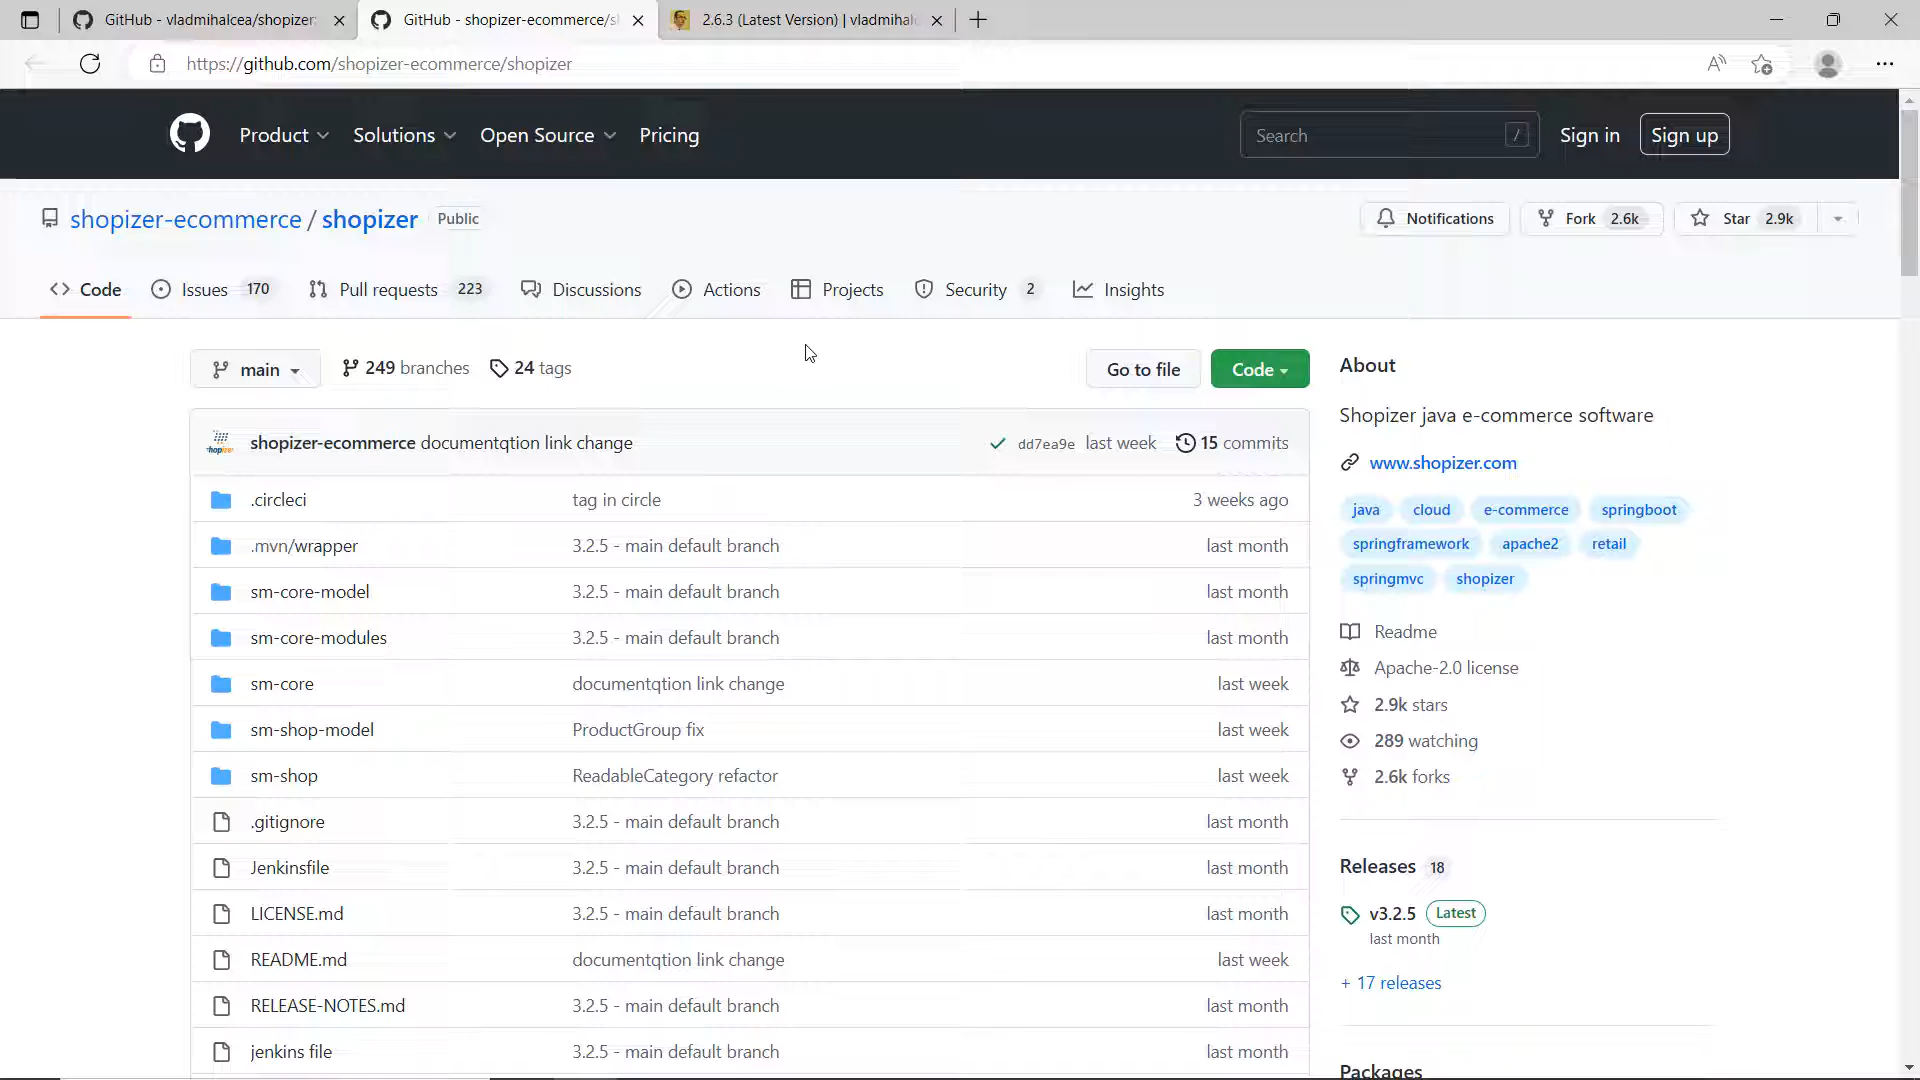 GitHub - vladmihalcea/shopizer:
GitHub - shopizer-ecommerce/sh
2.6.3 (Latest Version) | vladmihal
https://github.com/shopizer-ecommerce/shopizer
Product
Solutions
Open Source
Pricing
Search
/
Sign in
Sign up
shopizer-ecommerce / shopizer
Public
Notifications
Fork 2.6k
Star 2.9k
Code
Issues 170
Pull requests 223
Discussions
Actions
Projects
Security 2
Insights
main
249 branches
24 tags
Go to file
Code
shopizer-ecommerce documentqtion link change
dd7ea9e last week
15 commits
.circleci tag in circle 3 weeks ago
.mvn/wrapper 3.2.5 - main default branch last month
sm-core-model 3.2.5 - main default branch last month
sm-core-modules 3.2.5 - main default branch last month
sm-core documentqtion link change last week
sm-shop-model ProductGroup fix last week
sm-shop ReadableCategory refactor last week
.gitignore 3.2.5 - main default branch last month
Jenkinsfile 3.2.5 - main default branch last month
LICENSE.md 3.2.5 - main default branch last month
README.md documentqtion link change last week
RELEASE-NOTES.md 3.2.5 - main default branch last month
jenkins file 3.2.5 - main default branch last month
About
Shopizer java e-commerce software
www.shopizer.com
java cloud e-commerce springboot
springframework apache2 retail
springmvc shopizer
Readme
Apache-2.0 license
2.9k stars
289 watching
2.6k forks
Releases 18
v3.2.5 Latest
last month
+ 17 releases
Packages